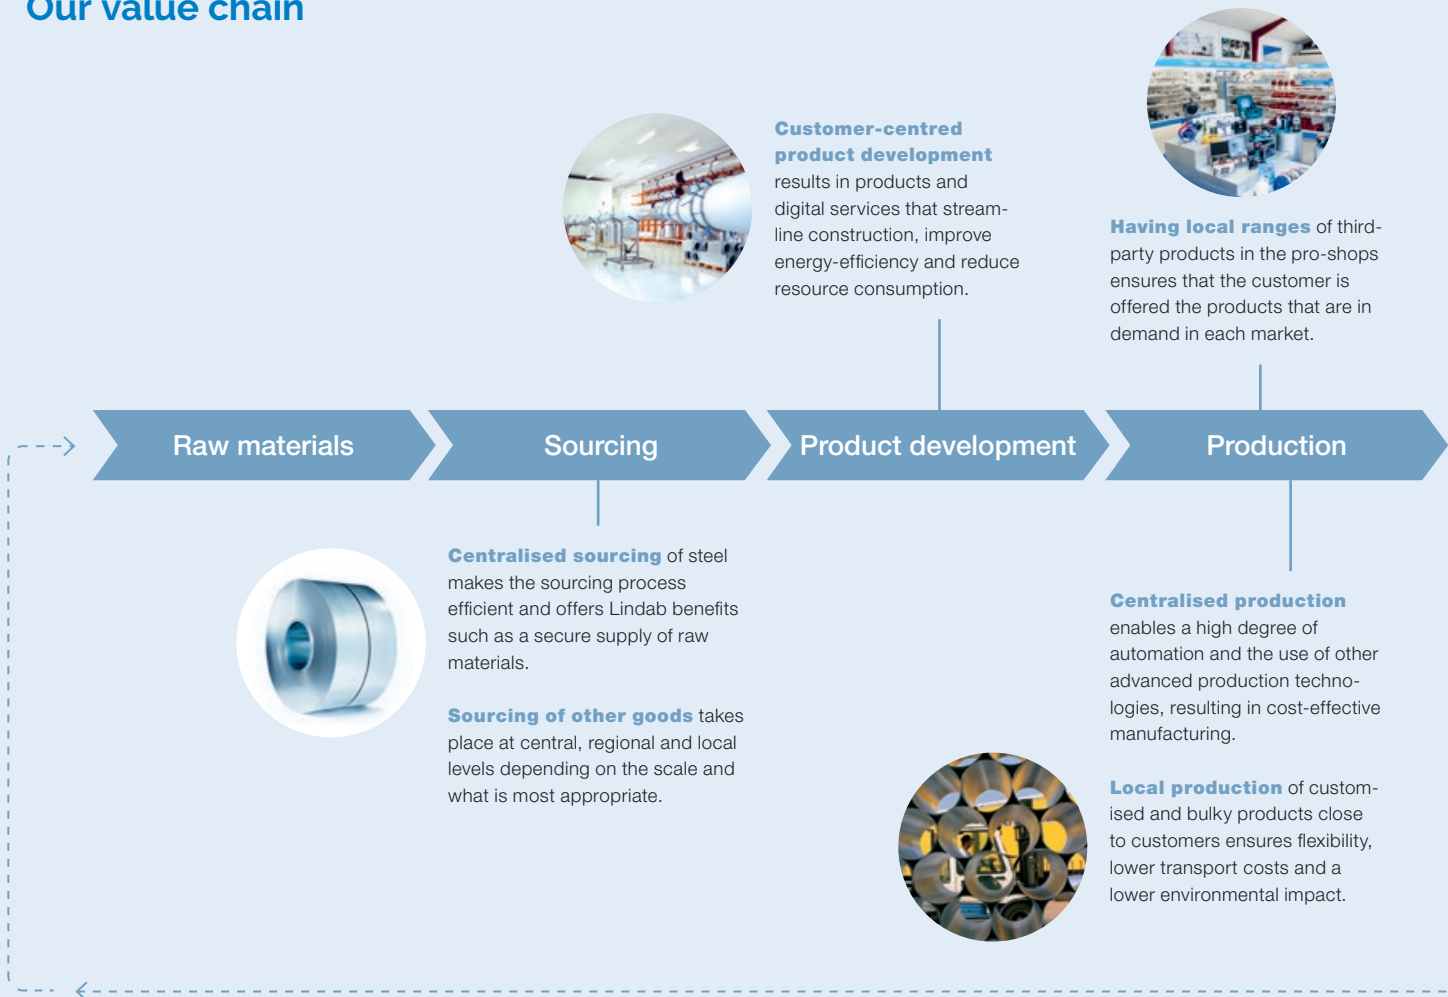 Our value chain
Customer-centred
product development
results in products and
digital services that stream-
line construction, improve
energy-efficiency and reduce
resource consumption.
Having local ranges of third-
party products in the pro-shops
ensures that the customer is
offered the products that are in
demand in each market.
Raw materials
Sourcing
Product development
Production
Centralised sourcing of steel
makes the sourcing process
efficient and offers Lindab benefits
such as a secure supply of raw
materials.
Sourcing of other goods takes
place at central, regional and local
levels depending on the scale and
what is most appropriate.
Centralised production
enables a high degree of
automation and the use of other
advanced production techno-
logies, resulting in cost-effective
manufacturing.
Local production of custom-
ised and bulky products close
to customers ensures flexibility,
lower transport costs and a
lower environmental impact.